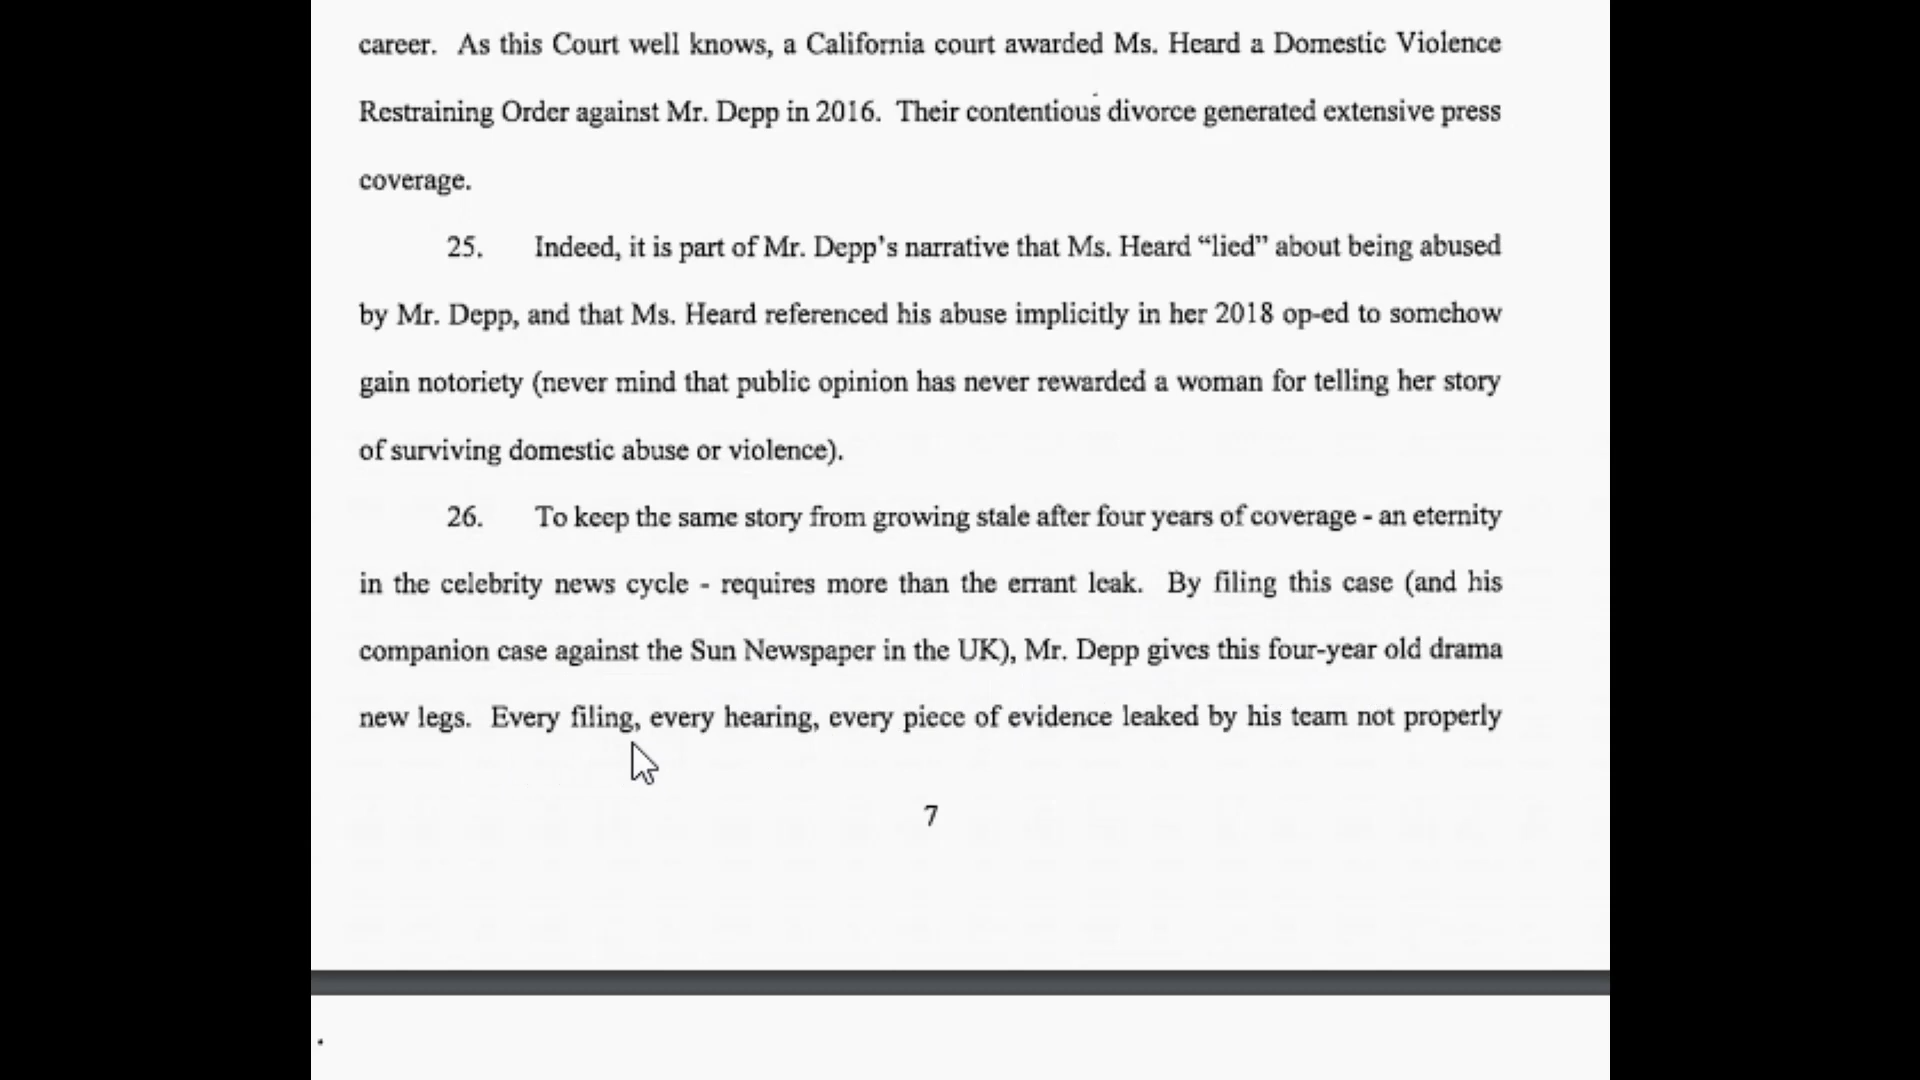 career. As this Court well knows, a California court awarded Ms. Heard a Domestic Violence
Restraining Order against Mr. Depp in 2016. Their contentious divorce generated extensive press
coverage.
25. Indeed, it is part of Mr. Depp’s narrative that Ms. Heard “lied” about being abused
by Mr. Depp, and that Ms. Heard referenced his abuse implicitly in her 2018 op-ed to somehow
gain notoriety (never mind that public opinion has never rewarded a woman for telling her story
of surviving domestic abuse or violence).
26. To keep the same story from growing stale after four years of coverage - an eternity
in the celebrity news cycle - requires more than the errant leak. By filing this case (and his
companion case against the Sun Newspaper in the UK), Mr. Depp gives this four-year old drama
new legs. Every filing, every hearing, every piece of evidence leaked by his team not properly
7